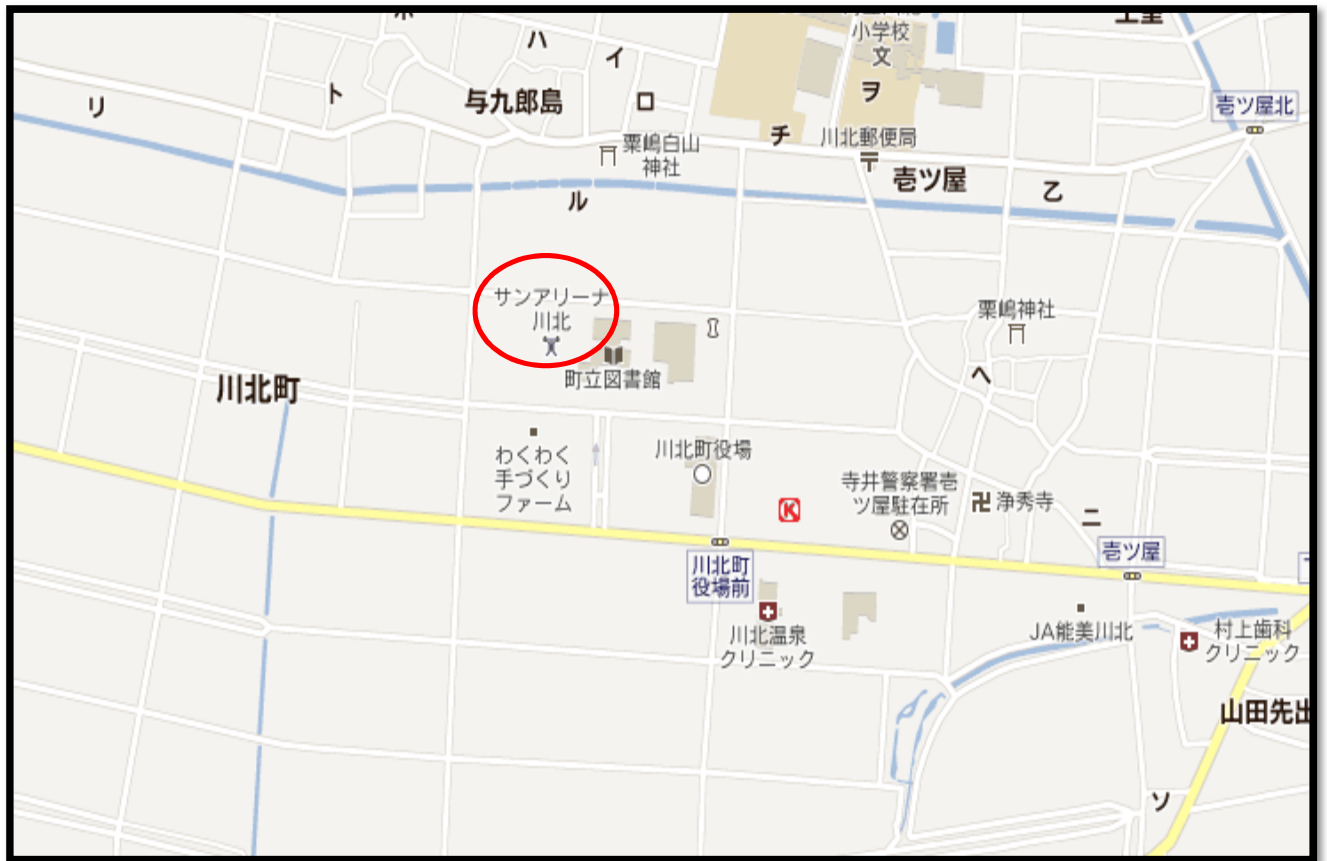 小学校
文
ハ
イ
ト
リ
与九郎島
ロ
ヲ
壱ツ屋北
チ
川北郵便局
〒
栗嶋白山
神社
壱ツ屋
乙
ル
サンアリーナ
川北
栗嶋神社
町立図書館
川北町
ヘ
わくわく
手づくり
ファーム
川北町役場
寺井警察署壱
ツ屋駐在所
卍 浄秀寺
K
ニ
川北町
役場前
壱ツ屋
川北温泉
クリニック
JA能美川北
村上歯科
クリニック
山田先出
ソ